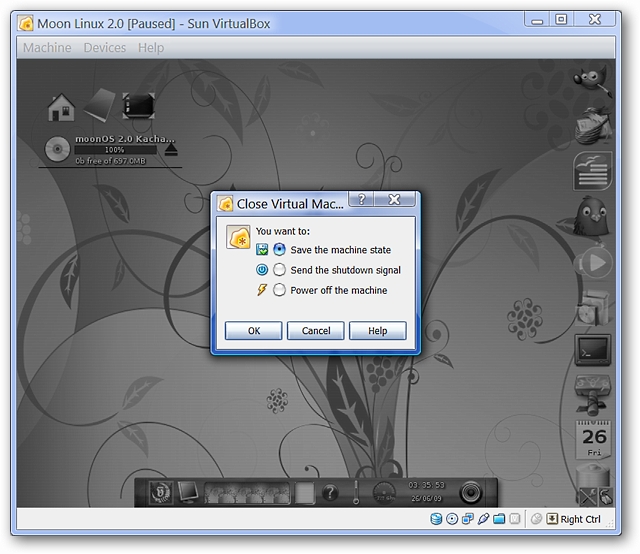 Moon Linux 2.0 [Paused] - Sun VirtualBox
Machine Devices Help
moonOS 2.0 Kacha...
100%
0b free of 697.0MB
Close Virtual Mac...
You want to:
Save the machine state
Send the shutdown signal
Power off the machine
OK Cancel Help
26
Fri
03:35:53
26/06/09
Right Ctrl